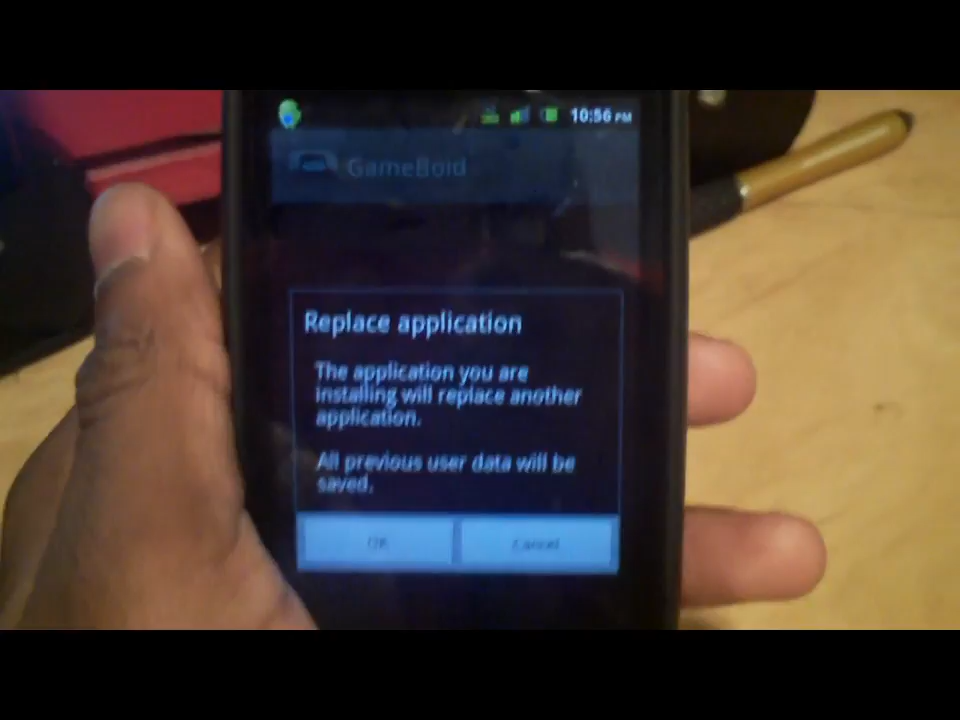 10:56 PM
GameBoid
Replace application
The application you are
installing will replace another
application.
All previous user data will be
saved.
OK
Cancel